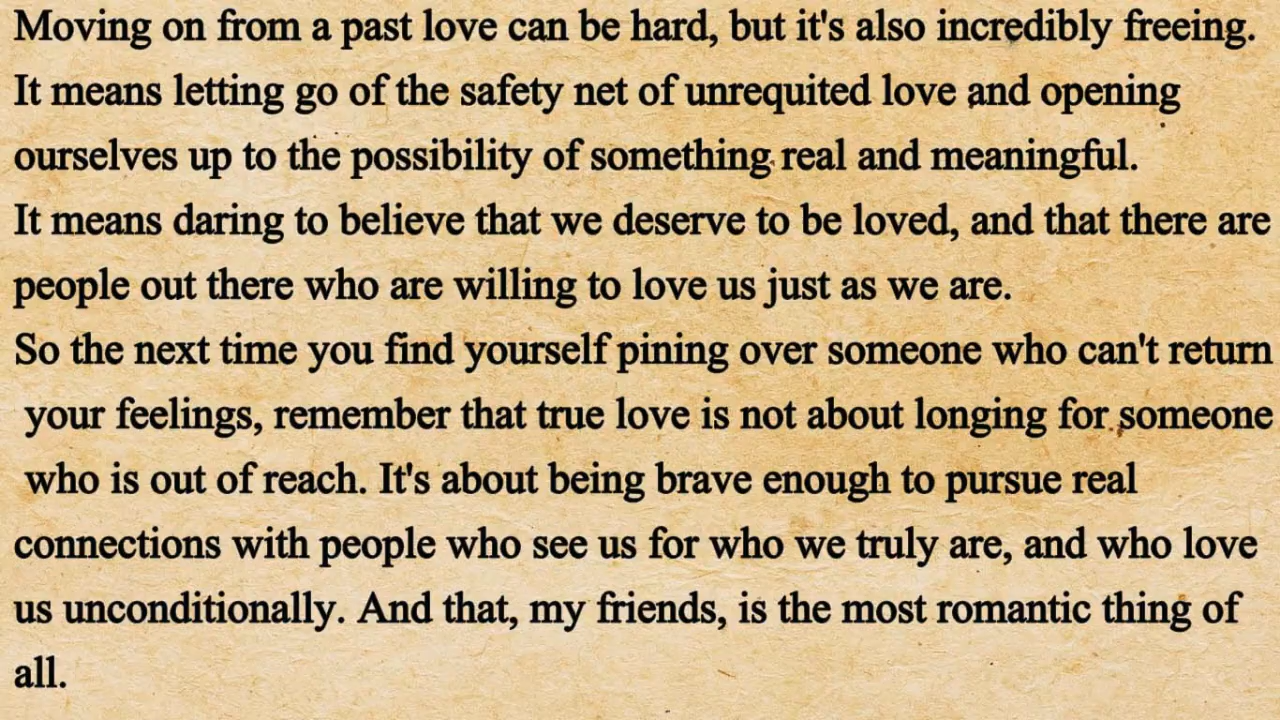 Moving on from a past love can be hard, but it's also incredibly freeing.
It means letting go of the safety net of unrequited love and opening
ourselves up to the possibility of something real and meaningful.
It means daring to believe that we deserve to be loved, and that there are
people out there who are willing to love us just as we are.
So the next time you find yourself pining over someone who can't return
your feelings, remember that true love is not about longing for someone
who is out of reach. It's about being brave enough to pursue real
connections with people who see us for who we truly are, and who love
us unconditionally. And that, my friends, is the most romantic thing of
all.